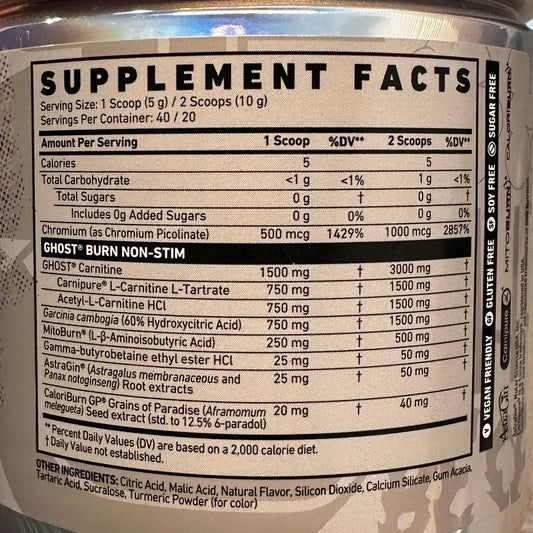 SUPPLEMENT FACTS
Serving Size: 1 Scoop (5 g) / 2 Scoops (10 g)
Servings Per Container: 40 / 20
Amount Per Serving 1 Scoop %DV** 2 Scoops %DV**
Calories 5 5
Total Carbohydrate <1 g <1% 1 g <1%
Total Sugars 0 g † 0 g †
Includes 0g Added Sugars 0 g 0% 0 g 0%
Chromium (as Chromium Picolinate) 500 mcg 1429% 1000 mcg 2857%
GHOST® BURN NON-STIM
GHOST® Carnitine 1500 mg † 3000 mg †
Carnipure® L-Carnitine L-Tartrate 750 mg † 1500 mg †
Acetyl-L-Carnitine HCl 750 mg † 1500 mg †
Garcinia cambogia (60% Hydroxycitric Acid) 750 mg † 1500 mg †
MitoBurn® (L-β-Aminoisobutyric Acid) 250 mg † 500 mg †
Gamma-butyrobetaine ethyl ester HCl 25 mg † 50 mg †
AstraGin® (Astragalus membranaceous and
Panax notoginseng) Root extracts 25 mg † 50 mg †
CaloriBurn GP® Grains of Paradise (Aframomum
melegueta) Seed extract (std. to 12.5% 6-paradol) 20 mg † 40 mg †
** Percent Daily Values (DV) are based on a 2,000 calorie diet.
† Daily Value not established.
OTHER INGREDIENTS: Citric Acid, Malic Acid, Natural Flavor, Silicon Dioxide, Calcium Silicate, Gum Acacia,
Tartaric Acid, Sucralose, Turmeric Powder (for color)
VEGAN FRIENDLY GLUTEN FREE SOY FREE SUGAR FREE
AstraGin Carnipure MITOBURN CALORIBURN